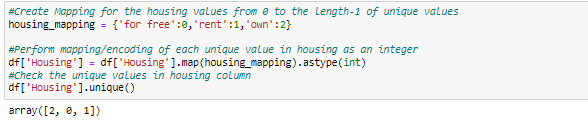 #Create Mapping for the housing values from 0 to the length-1 of unique values
housing_mapping = {'for free':0,'rent':1,'own':2}
#Perform mapping/encoding of each unique value in housing as an integer
df['Housing'] = df['Housing'].map(housing_mapping).astype(int)
#Check the unique values in housing column
df['Housing'].unique()
array([2, 0, 1])